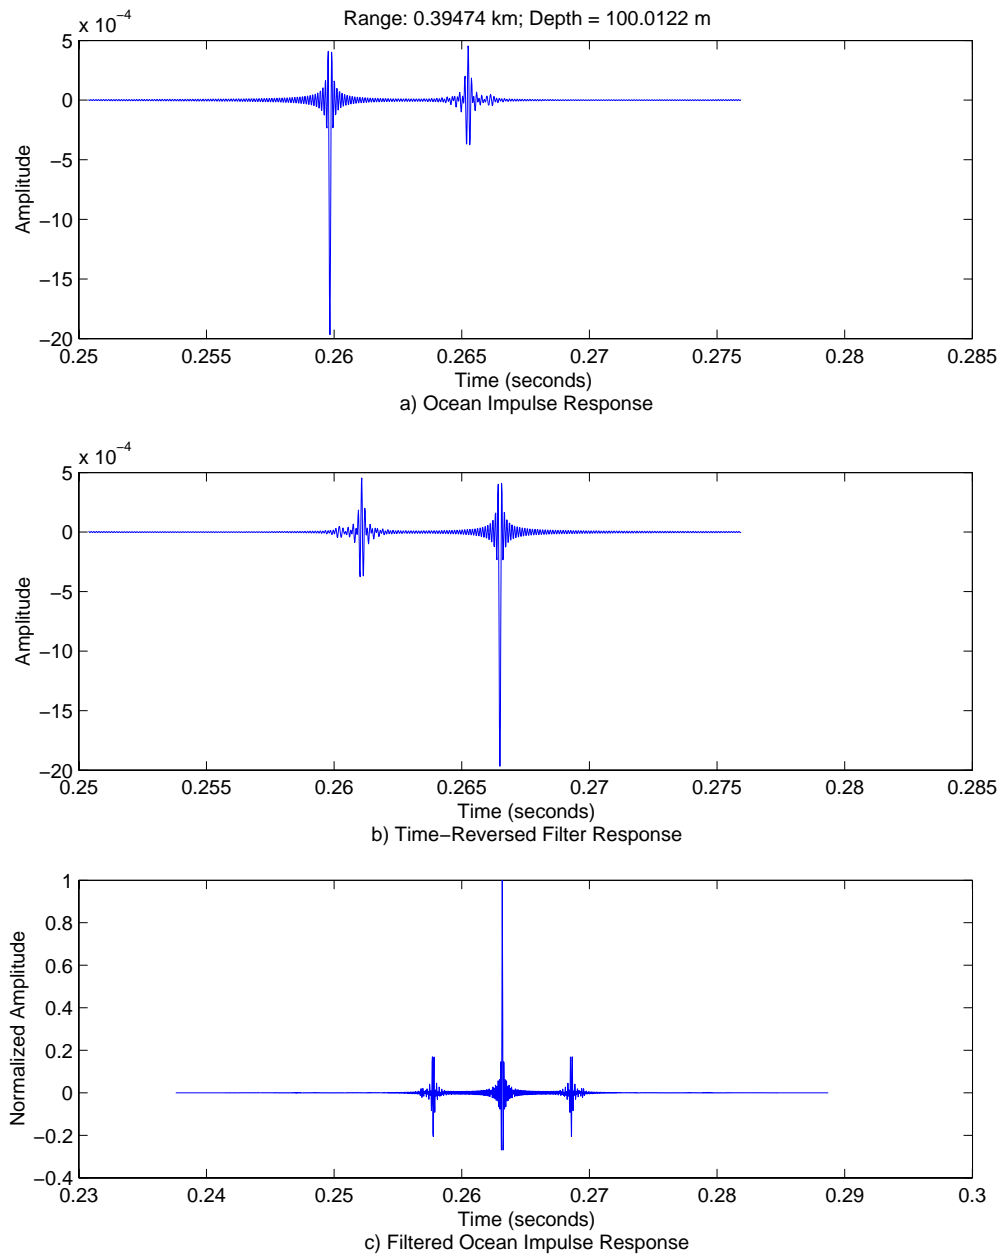 x 10−4
Range: 0.39474 km; Depth = 100.0122 m
5
0
−5
−10
−15
−20
Amplitude
0.25 0.255 0.26 0.265 0.27 0.275 0.28 0.285
Time (seconds)
a) Ocean Impulse Response
x 10−4
5
0
−5
−10
−15
−20
Amplitude
0.25 0.255 0.26 0.265 0.27 0.275 0.28 0.285
Time (seconds)
b) Time−Reversed Filter Response
1
0.8
0.6
0.4
0.2
0
−0.2
−0.4
Normalized Amplitude
0.23 0.24 0.25 0.26 0.27 0.28 0.29 0.3
Time (seconds)
c) Filtered Ocean Impulse Response